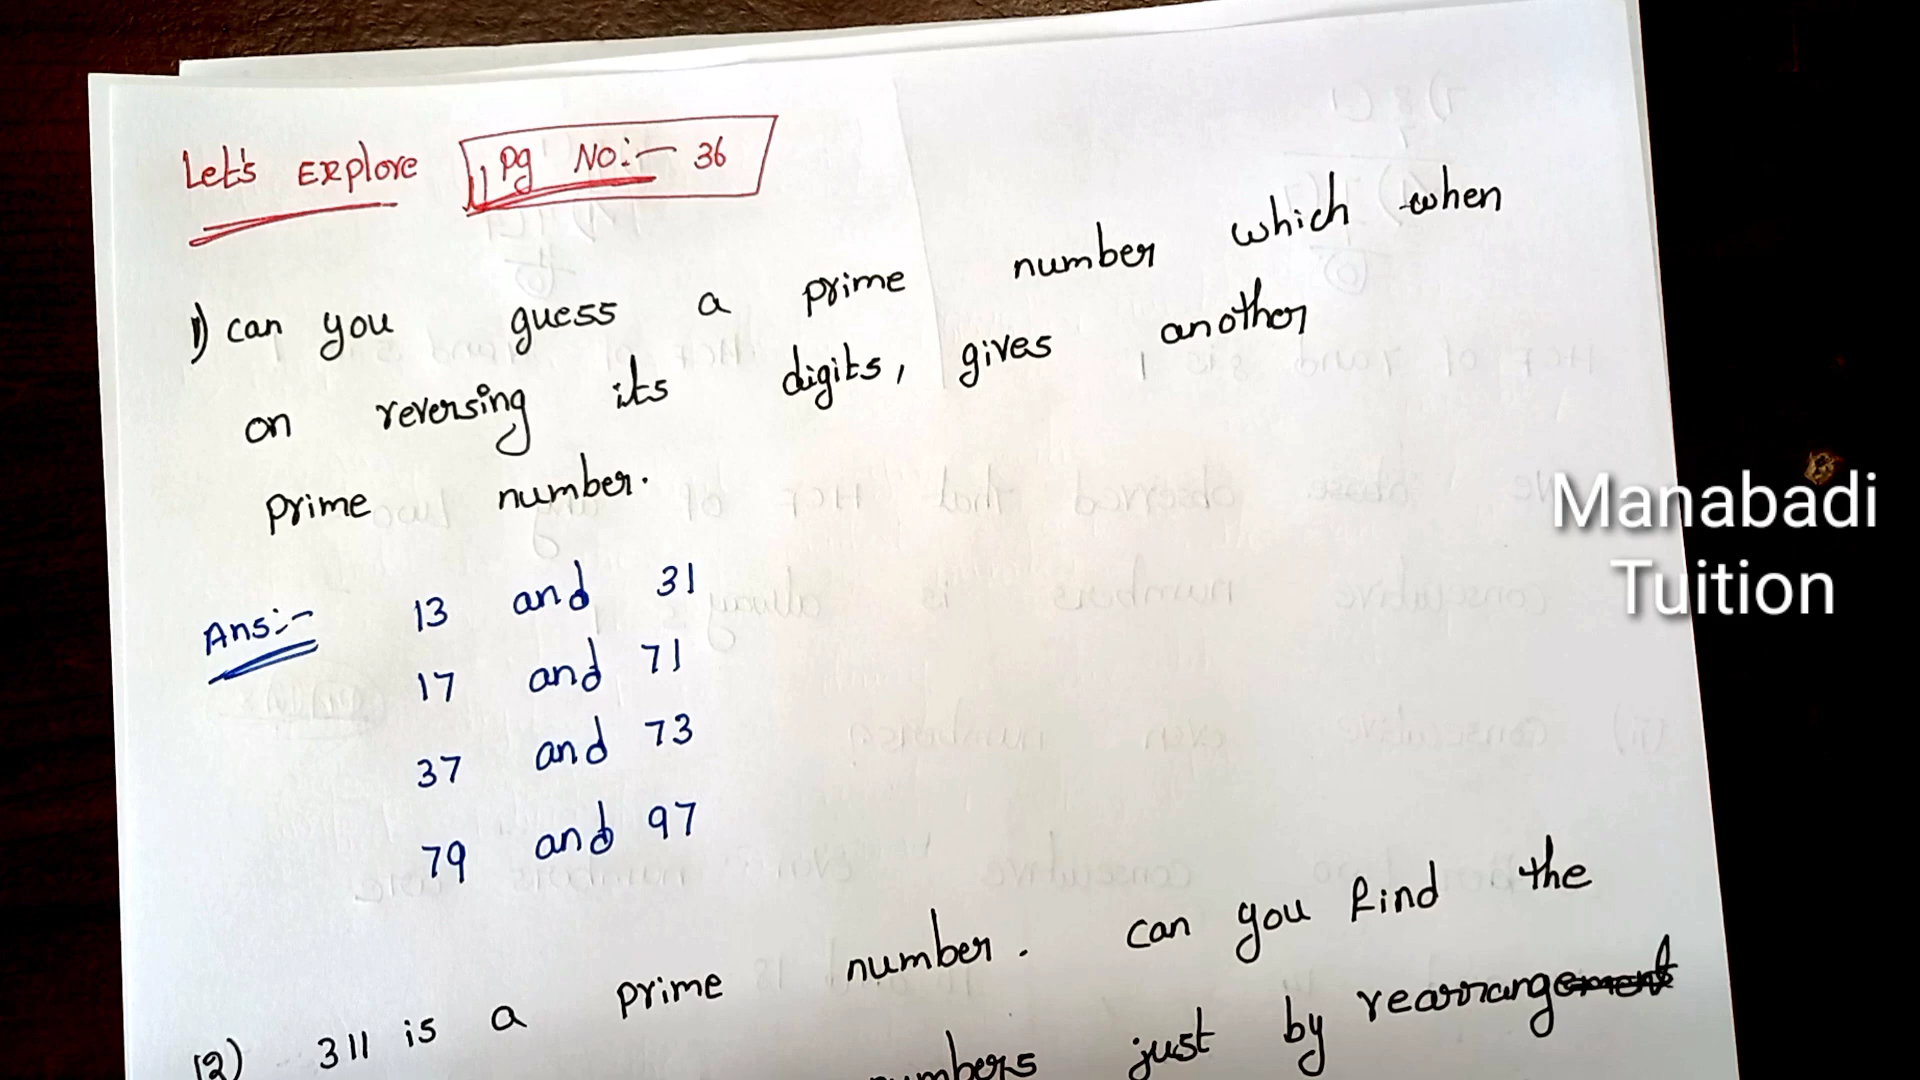 Let's Explore Pg No:- 36
1) can you guess a prime number which when
on reversing its digits, gives another
prime number.
Ans:- 13 and 31
17 and 71
37 and 73
79 and 97
(2) 311 is a prime number. can you find the
just by rearrange
Manabadi
Tuition